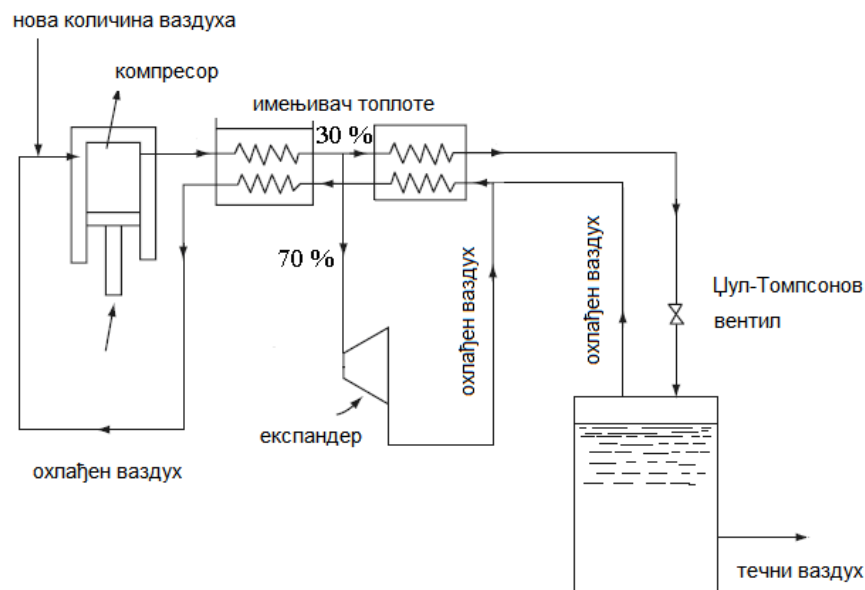 нова количина ваздуха
компресор
имењивач топлоте
30 %
70 %
охлађен ваздух
охлађен ваздух
Џул-Томпсонов
вентил
експандер
охлађен ваздух
течни ваздух